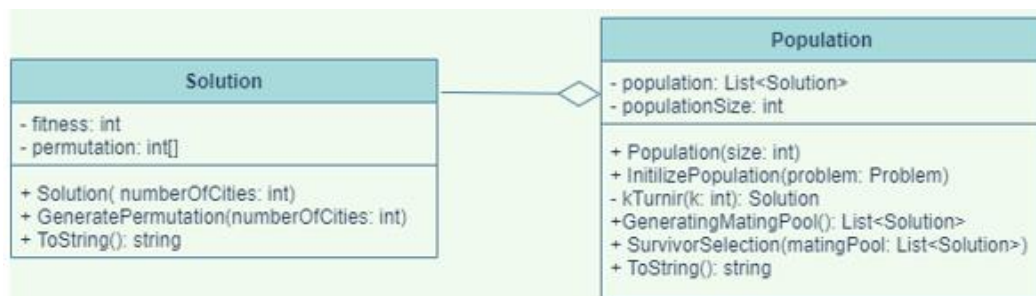 Solution
- fitness: int
- permutation: int[]
+ Solution( numberOfCities: int)
+ GeneratePermutation(numberOfCities: int)
+ ToString(): string
Population
- population: List<Solution>
- populationSize: int
+ Population(size: int)
+ InitilizePopulation(problem: Problem)
- kTurnir(k: int): Solution
+GeneratingMatingPool(): List<Solution>
+ SurvivorSelection(matingPool: List<Solution>)
+ ToString(): string